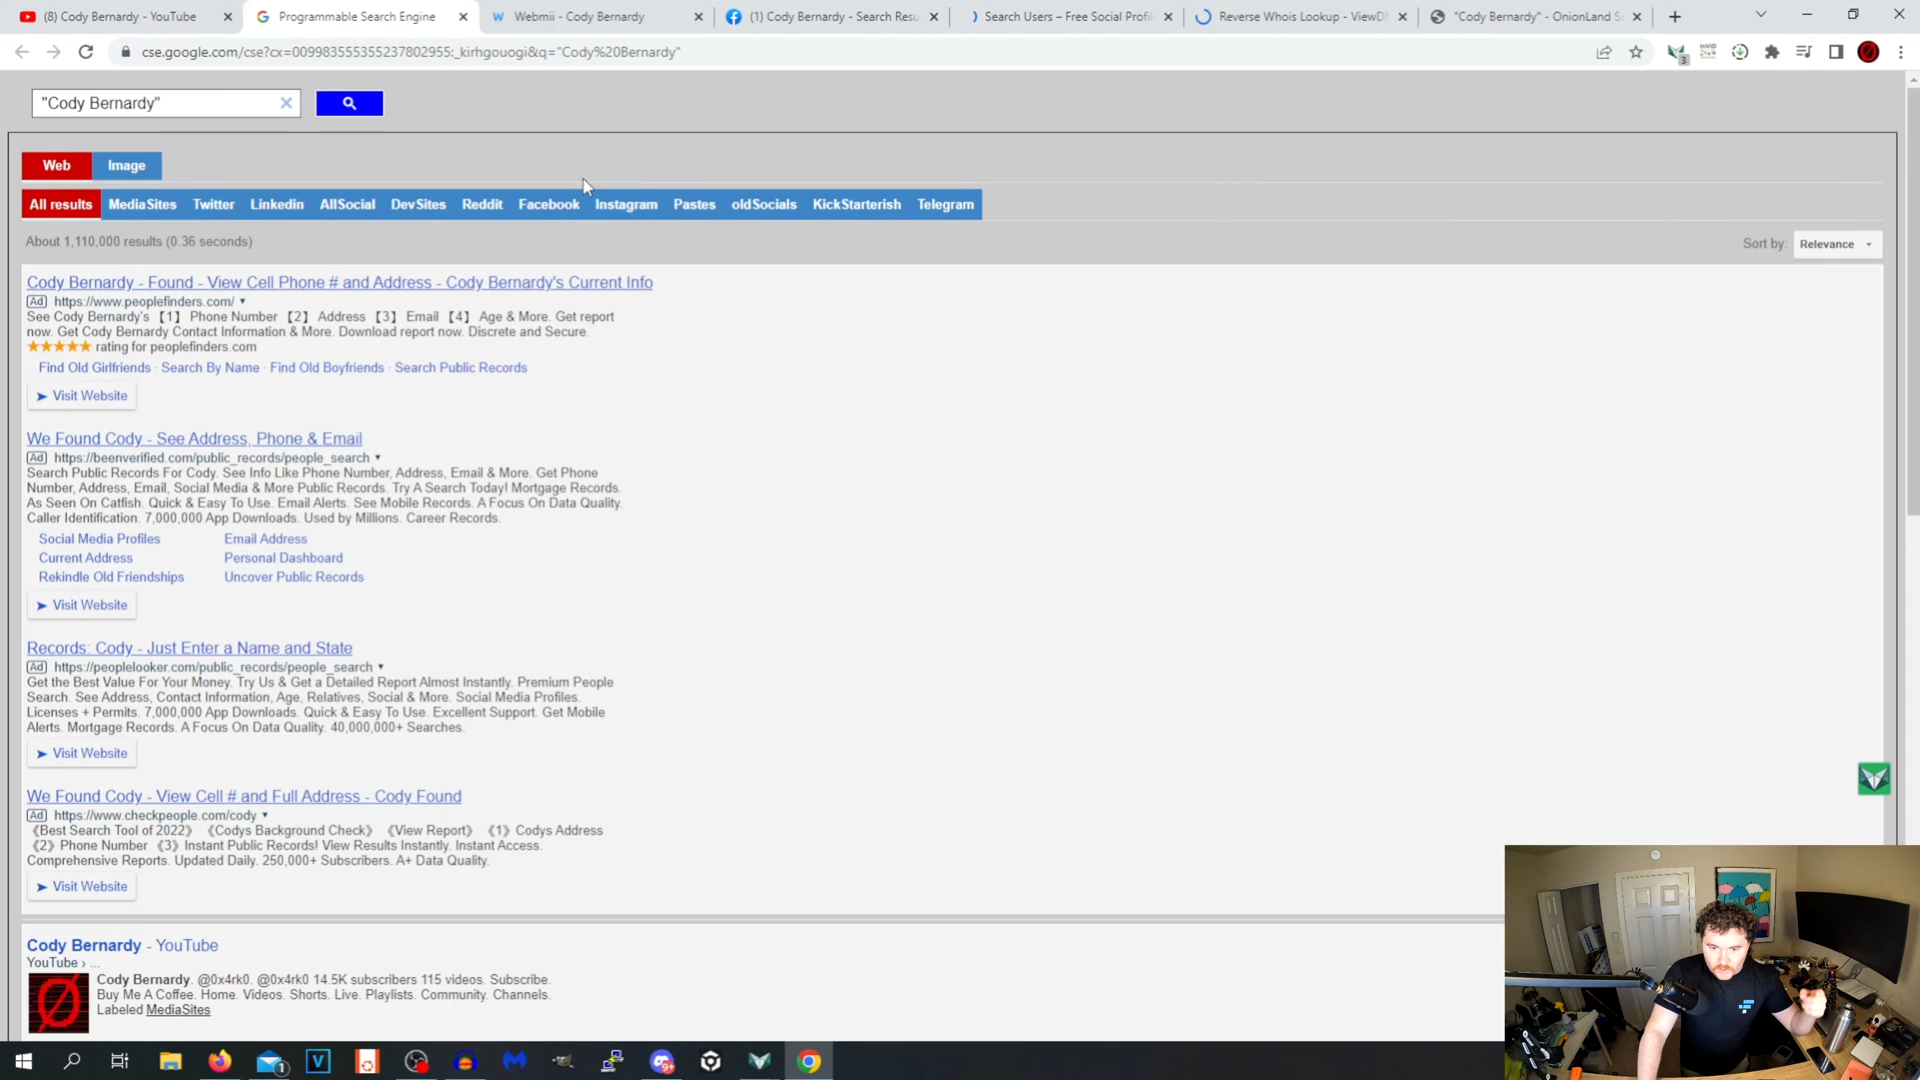 (8) Cody Bernardy - YouTube
Programmable Search Engine
Webmii - Cody Bernardy
(1) Cody Bernardy - Search Resu
Search Users – Free Social Profil
Reverse Whois Lookup - ViewD
"Cody Bernardy" - OnionLand S
cse.google.com/cse?cx=009983555355237802955:_kirhgouogi&q="Cody%20Bernardy"
3
"Cody Bernardy"
Web
Image
All results
MediaSites
Twitter
Linkedin
AllSocial
DevSites
Reddit
Facebook
Instagram
Pastes
oldSocials
KickStarterish
Telegram
About 1,110,000 results (0.36 seconds)
Sort by:
Relevance
Cody Bernardy - Found - View Cell Phone # and Address - Cody Bernardy's Current Info
Ad https://www.peoplefinders.com/
See Cody Bernardy's 【1】 Phone Number 【2】 Address 【3】 Email 【4】 Age & More. Get report
now. Get Cody Bernardy Contact Information & More. Download report now. Discrete and Secure.
★★★★★ rating for peoplefinders.com
Find Old Girlfriends · Search By Name · Find Old Boyfriends · Search Public Records
➤ Visit Website
We Found Cody - See Address, Phone & Email
Ad https://beenverified.com/public_records/people_search
Search Public Records For Cody. See Info Like Phone Number, Address, Email & More. Get Phone
Number, Address, Email, Social Media & More Public Records. Try A Search Today! Mortgage Records.
As Seen On Catfish. Quick & Easy To Use. Email Alerts. See Mobile Records. A Focus On Data Quality.
Caller Identification. 7,000,000 App Downloads. Used by Millions. Career Records.
Social Media Profiles
Email Address
Current Address
Personal Dashboard
Rekindle Old Friendships
Uncover Public Records
➤ Visit Website
Records: Cody - Just Enter a Name and State
Ad https://peoplelooker.com/public_records/people_search
Get the Best Value For Your Money. Try Us & Get a Detailed Report Almost Instantly. Premium People
Search. See Address, Contact Information, Age, Relatives, Social & More. Social Media Profiles.
Licenses + Permits. 7,000,000 App Downloads. Quick & Easy To Use. Excellent Support. Get Mobile
Alerts. Mortgage Records. A Focus On Data Quality. 40,000,000+ Searches.
➤ Visit Website
We Found Cody - View Cell # and Full Address - Cody Found
Ad https://www.checkpeople.com/cody
《Best Search Tool of 2022》 《Codys Background Check》 《View Report》 《1》 Codys Address
《2》 Phone Number 《3》 Instant Public Records! View Results Instantly. Instant Access.
Comprehensive Reports. Updated Daily. 250,000+ Subscribers. A+ Data Quality.
➤ Visit Website
Cody Bernardy - YouTube
YouTube › ...
Cody Bernardy. @0x4rk0. @0x4rk0 14.5K subscribers 115 videos. Subscribe.
Buy Me A Coffee. Home. Videos. Shorts. Live. Playlists. Community. Channels.
Labeled MediaSites
1
V
9+